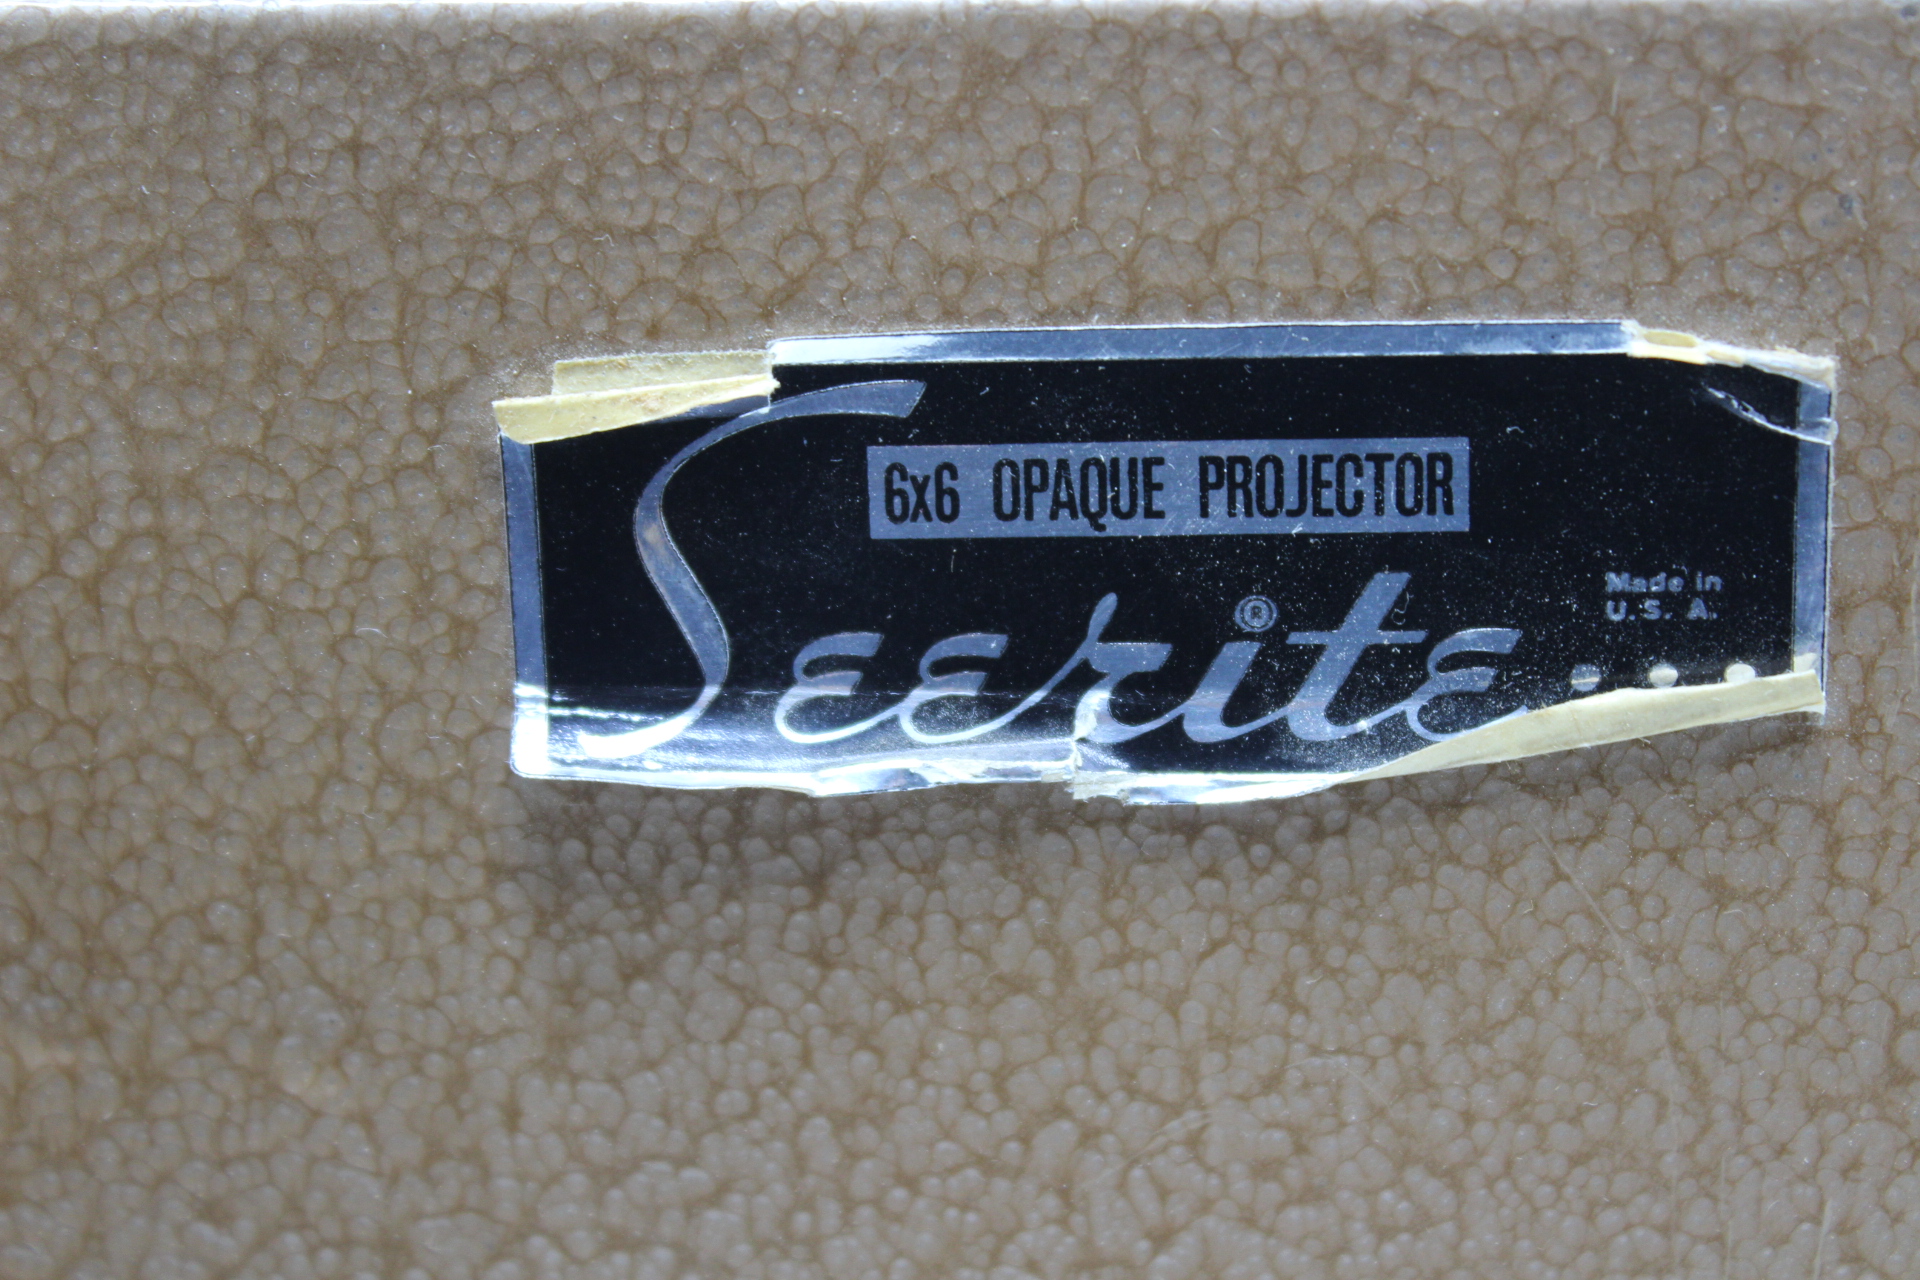 6x6 OPAQUE PROJECTOR
Seerite®...
Made in
U.S. A.